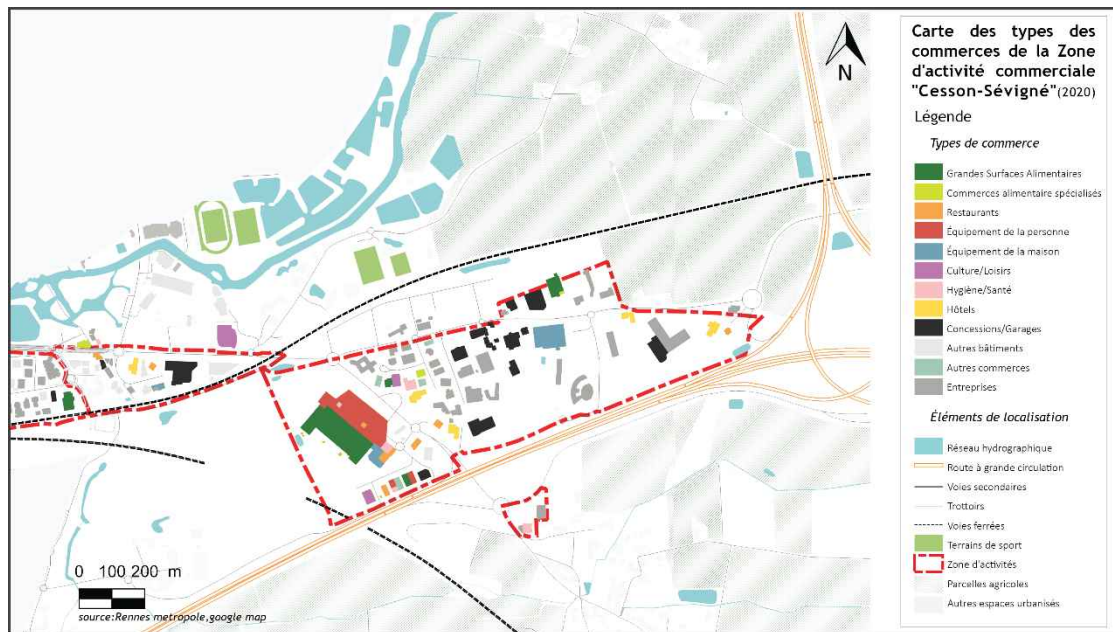 Carte des types des
commerces de la Zone
d'activité commerciale
"Cesson-Sévigné"(2020)
Légende
Types de commerce
Grandes Surfaces Alimentaires
Commerces alimentaire spécialisés
Restaurants
Équipement de la personne
Équipement de la maison
Culture/Loisirs
Hygiène/Santé
Hôtels
Concessions/Garages
Autres bâtiments
Autres commerces
Entreprises
Éléments de localisation
Réseau hydrographique
Route à grande circulation
Voies secondaires
Trottoirs
Voies ferrées
Terrains de sport
Zone d'activités
Parcelles agricoles
Autres espaces urbanisés
N
0 100 200 m
source:Rennes metropole,google map